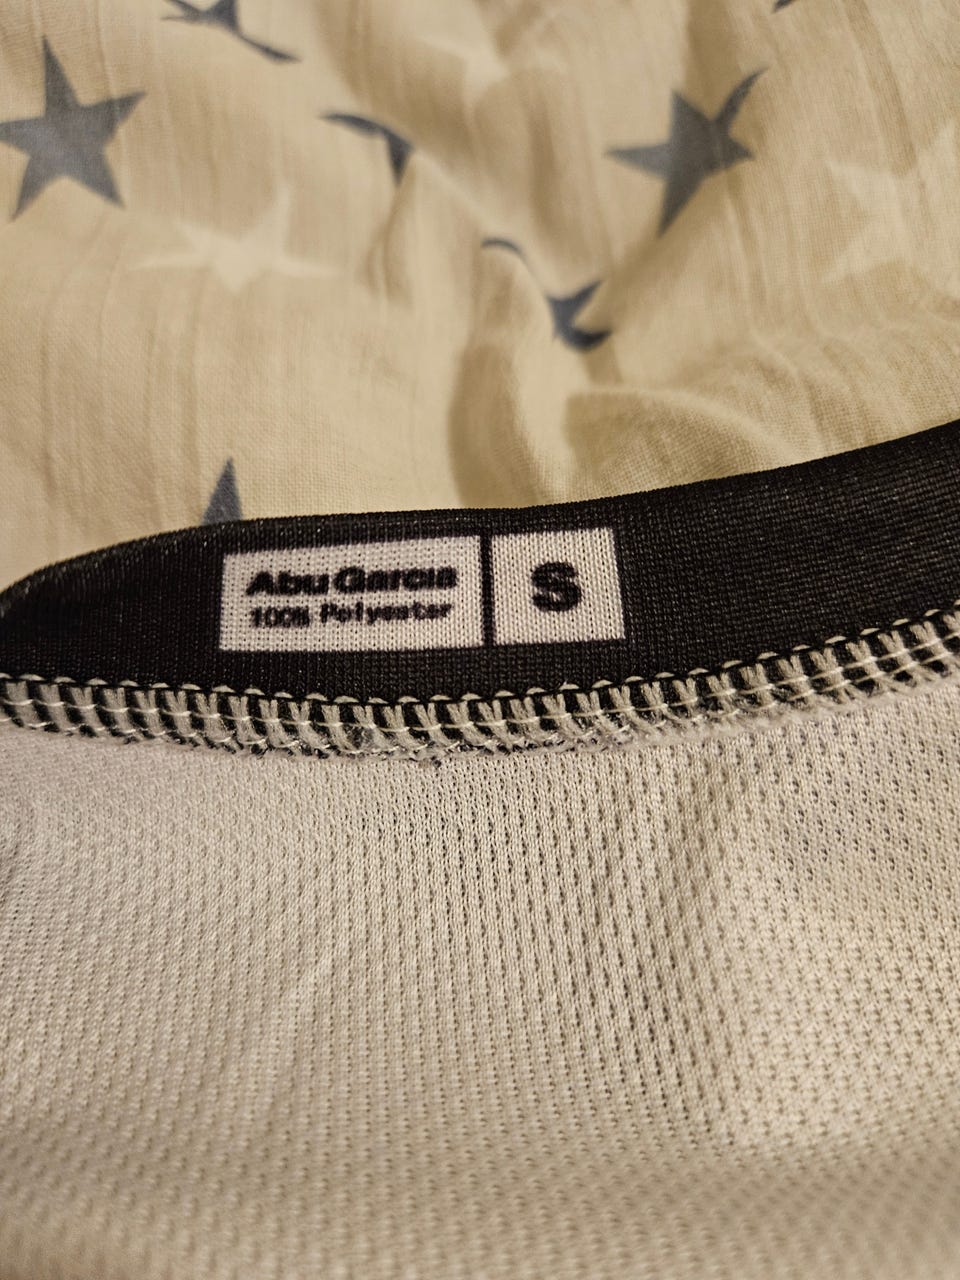 Abu Garcia
100% Polyester
S